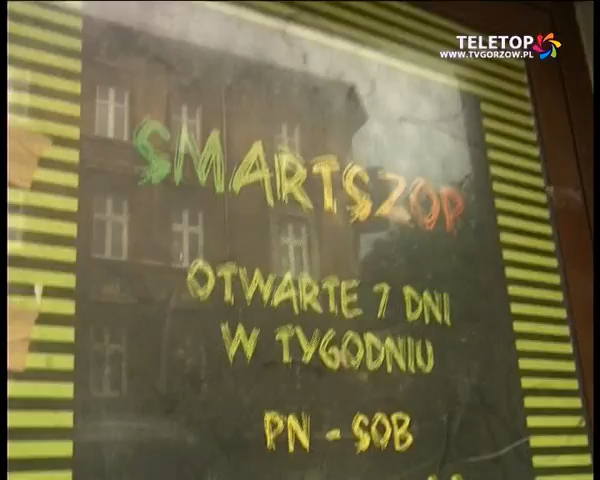 TELETOP
WWW.TVGORZOW.PL
SMARTSZOP
OTWARTE 7 DNI
W TYGODNIU
PN - SOB